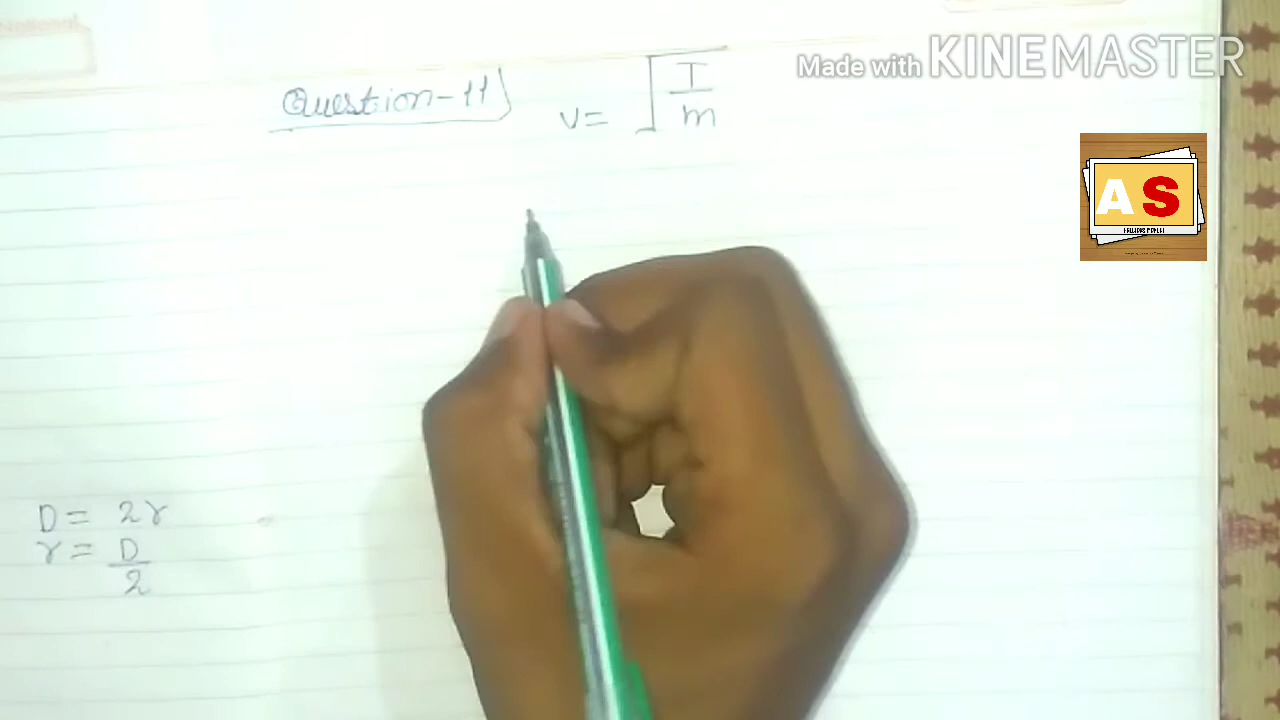 Question-11) v= √T/m
Made with KINEMASTER
AS
D = 2r
r = D/2